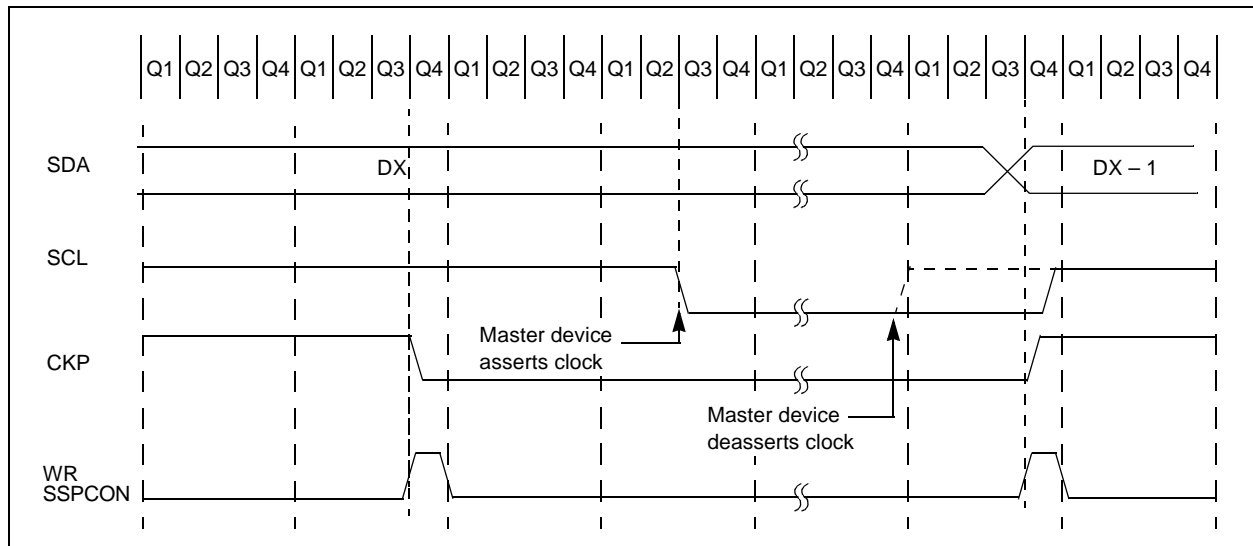 Q1 Q2 Q3 Q4 Q1 Q2 Q3 Q4 Q1 Q2 Q3 Q4 Q1 Q2 Q3 Q4 Q1 Q2 Q3 Q4 Q1 Q2 Q3 Q4 Q1 Q2 Q3 Q4
SDA
DX
DX – 1
SCL
Master device
asserts clock
CKP
Master device
deasserts clock
WR
SSPCON